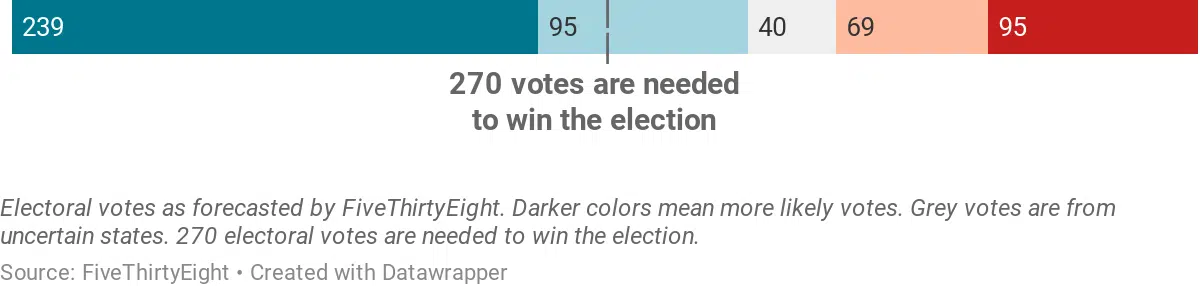 239 95 40 69 95
270 votes are needed
to win the election
Electoral votes as forecasted by FiveThirtyEight. Darker colors mean more likely votes. Grey votes are from
uncertain states. 270 electoral votes are needed to win the election.
Source: FiveThirtyEight • Created with Datawrapper